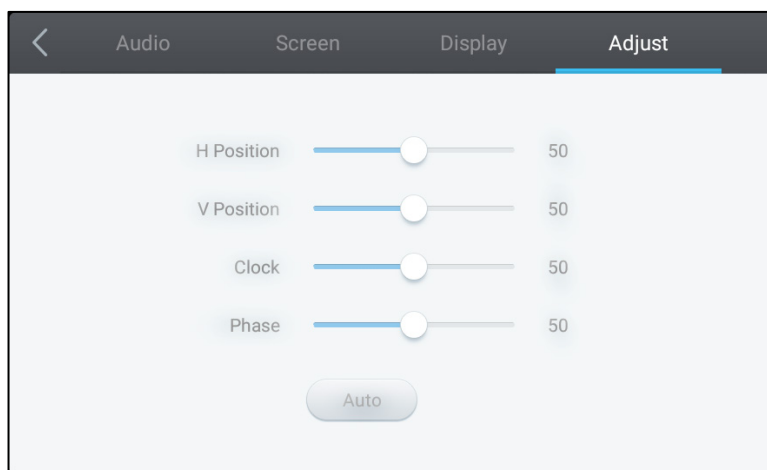 Audio Screen Display Adjust
H Position 50
V Position 50
Clock 50
Phase 50
Auto